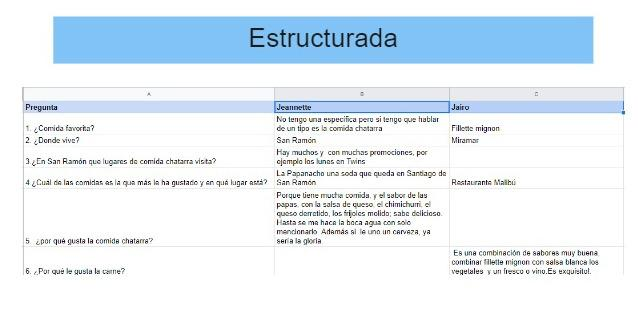 Estructurada
A B C
Pregunta Jeannette Jairo
No tengo una especifica pero si tengo que hablar
1. ¿Comida favorita? de un tipo es la comida chatarra Fillette mignon
2. ¿Donde vive? San Ramón Miramar
Hay muchos y con muchas promociones, por
3.¿En San Ramón que lugares de comida chatarra visita? ejemplo los lunes en Twins
La Papanacho una soda que queda en Santiago de
4.¿Cuál de las comidas es la que más le ha gustado y en qué lugar está? San Ramón Restaurante Malibú
Porque tiene mucha comida, y el sabor de las
papas, con la salsa de queso, el chimichurri, el
queso derretido, los frijoles molido; sabe delicioso.
Hasta se me hace la boca agua con solo
mencionarlo. Además si le uno un cerveza, ya
5. ¿por qué gusta la comida chatarra? sería la gloria.
Es una combinación de sabores muy buena,
combinar fillette mignon con salsa blanca los
6. ¿Por qué le gusta la carne? vegetales y un fresco o vino.Es exquisito!.